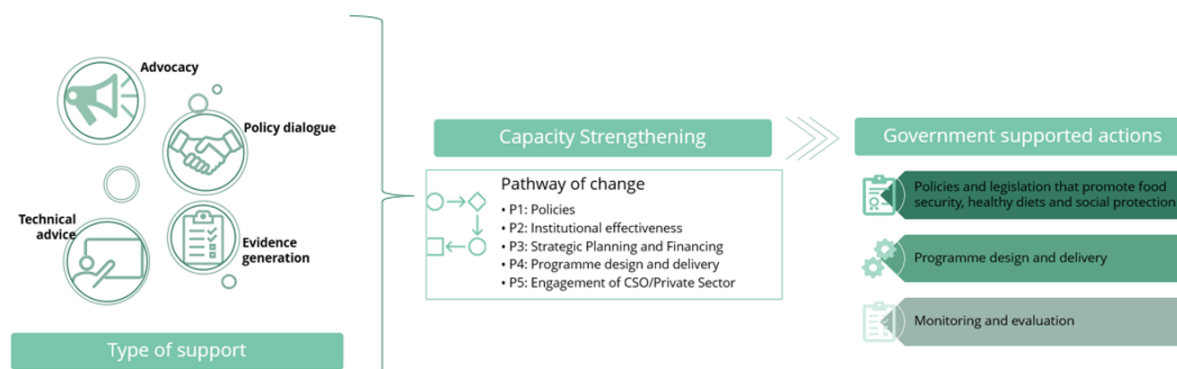 Advocacy
Policy dialogue
Technical
advice
Evidence
generation
Type of support
Capacity Strengthening
Pathway of change
• P1: Policies
• P2: Institutional effectiveness
• P3: Strategic Planning and Financing
• P4: Programme design and delivery
• P5: Engagement of CSO/Private Sector
Government supported actions
Policies and legislation that promote food
security, healthy diets and social protection
Programme design and delivery
Monitoring and evaluation